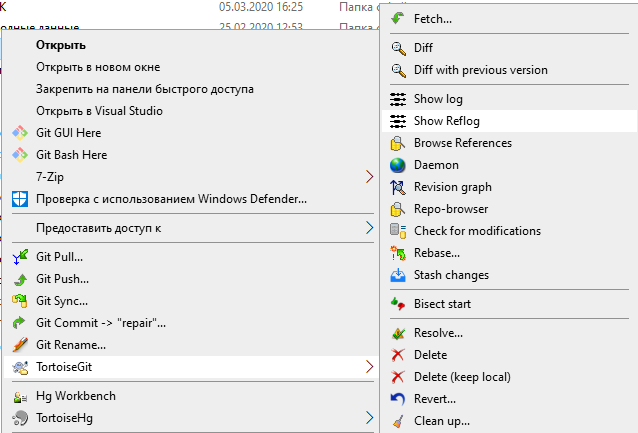 05.03.2020 16:25 Папка с
25.02.2020 12:53 Папка с
Открыть
Открыть в новом окне
Закрепить на панели быстрого доступа
Открыть в Visual Studio
Git GUI Here
Git Bash Here
7-Zip
Проверка с использованием Windows Defender...
Предоставить доступ к
Git Pull...
Git Push...
Git Sync...
Git Commit -> "repair"...
Git Rename...
TortoiseGit
Hg Workbench
TortoiseHg
Fetch...
Diff
Diff with previous version
Show log
Show Reflog
Browse References
Daemon
Revision graph
Repo-browser
Check for modifications
Rebase...
Stash changes
Bisect start
Resolve...
Delete
Delete (keep local)
Revert...
Clean up...